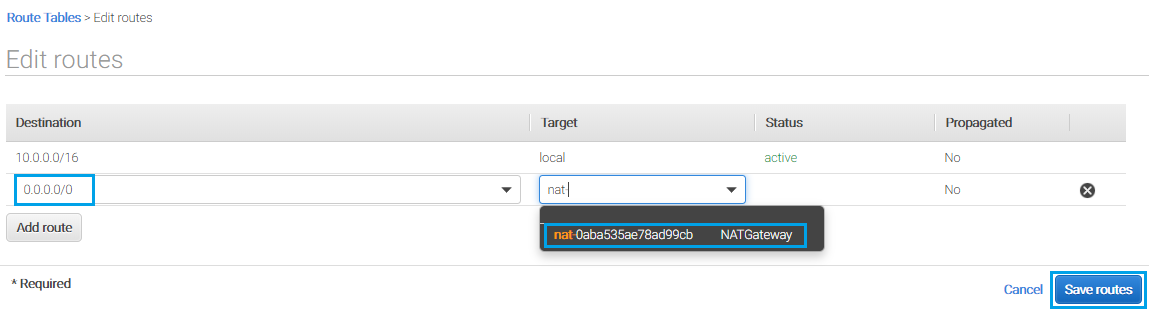 Route Tables > Edit routes
Edit routes
Destination Target Status Propagated
10.0.0.0/16 local active No
0.0.0.0/0 nat- No
Add route
nat-0aba535ae78ad99cb NATGateway
* Required
Cancel Save routes